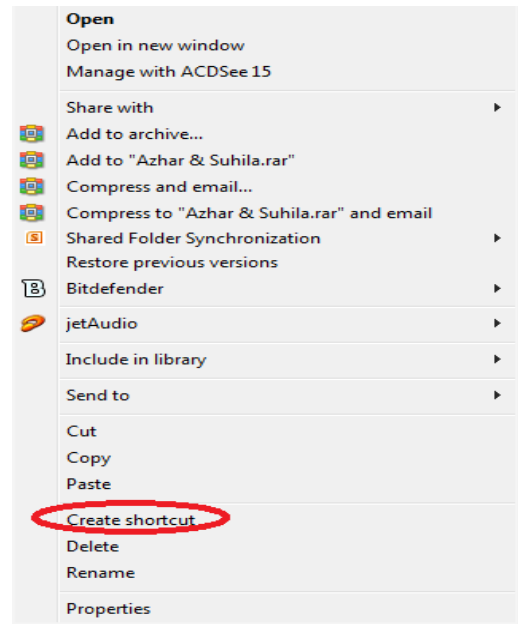 Open
Open in new window
Manage with ACDSee 15
Share with
Add to archive...
Add to "Azhar & Suhila.rar"
Compress and email...
Compress to "Azhar & Suhila.rar" and email
S Shared Folder Synchronization
Restore previous versions
B Bitdefender
jetAudio
Include in library
Send to
Cut
Copy
Paste
Create shortcut
Delete
Rename
Properties